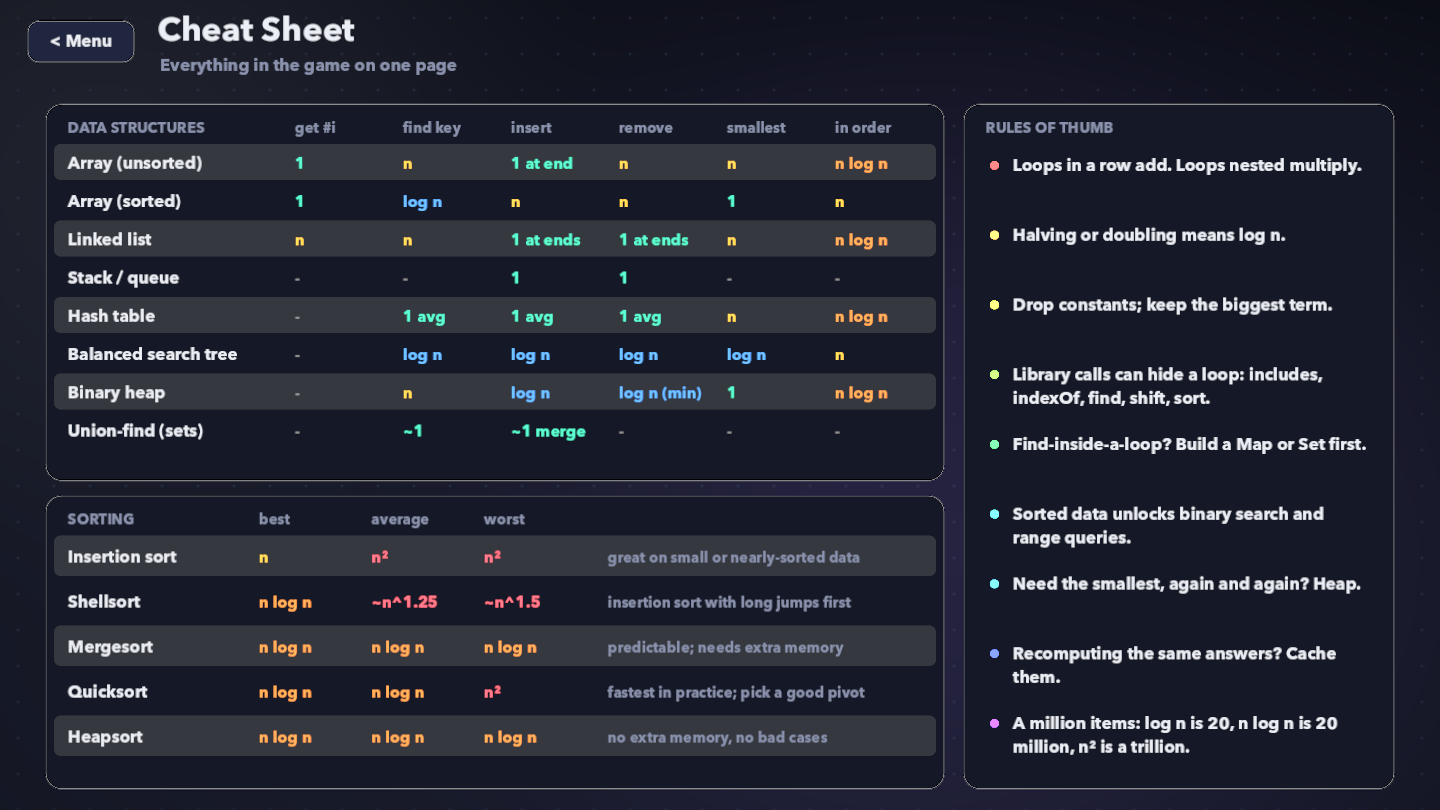 < Menu
Cheat Sheet
Everything in the game on one page
DATA STRUCTURES get #i find key insert remove smallest in order
Array (unsorted) 1 n 1 at end n n n log n
Array (sorted) 1 log n n n 1 n
Linked list n n 1 at ends 1 at ends n n log n
Stack / queue - - 1 1 - -
Hash table - 1 avg 1 avg 1 avg n n log n
Balanced search tree - log n log n log n log n n
Binary heap - n log n log n (min) 1 n log n
Union-find (sets) - ~1 ~1 merge - - -
SORTING best average worst
Insertion sort n n² n² great on small or nearly-sorted data
Shellsort n log n ~n^1.25 ~n^1.5 insertion sort with long jumps first
Mergesort n log n n log n n log n predictable; needs extra memory
Quicksort n log n n log n n² fastest in practice; pick a good pivot
Heapsort n log n n log n n log n no extra memory, no bad cases
RULES OF THUMB
Loops in a row add. Loops nested multiply.
Halving or doubling means log n.
Drop constants; keep the biggest term.
Library calls can hide a loop: includes,
indexOf, find, shift, sort.
Find-inside-a-loop? Build a Map or Set first.
Sorted data unlocks binary search and
range queries.
Need the smallest, again and again? Heap.
Recomputing the same answers? Cache
them.
A million items: log n is 20, n log n is 20
million, n² is a trillion.